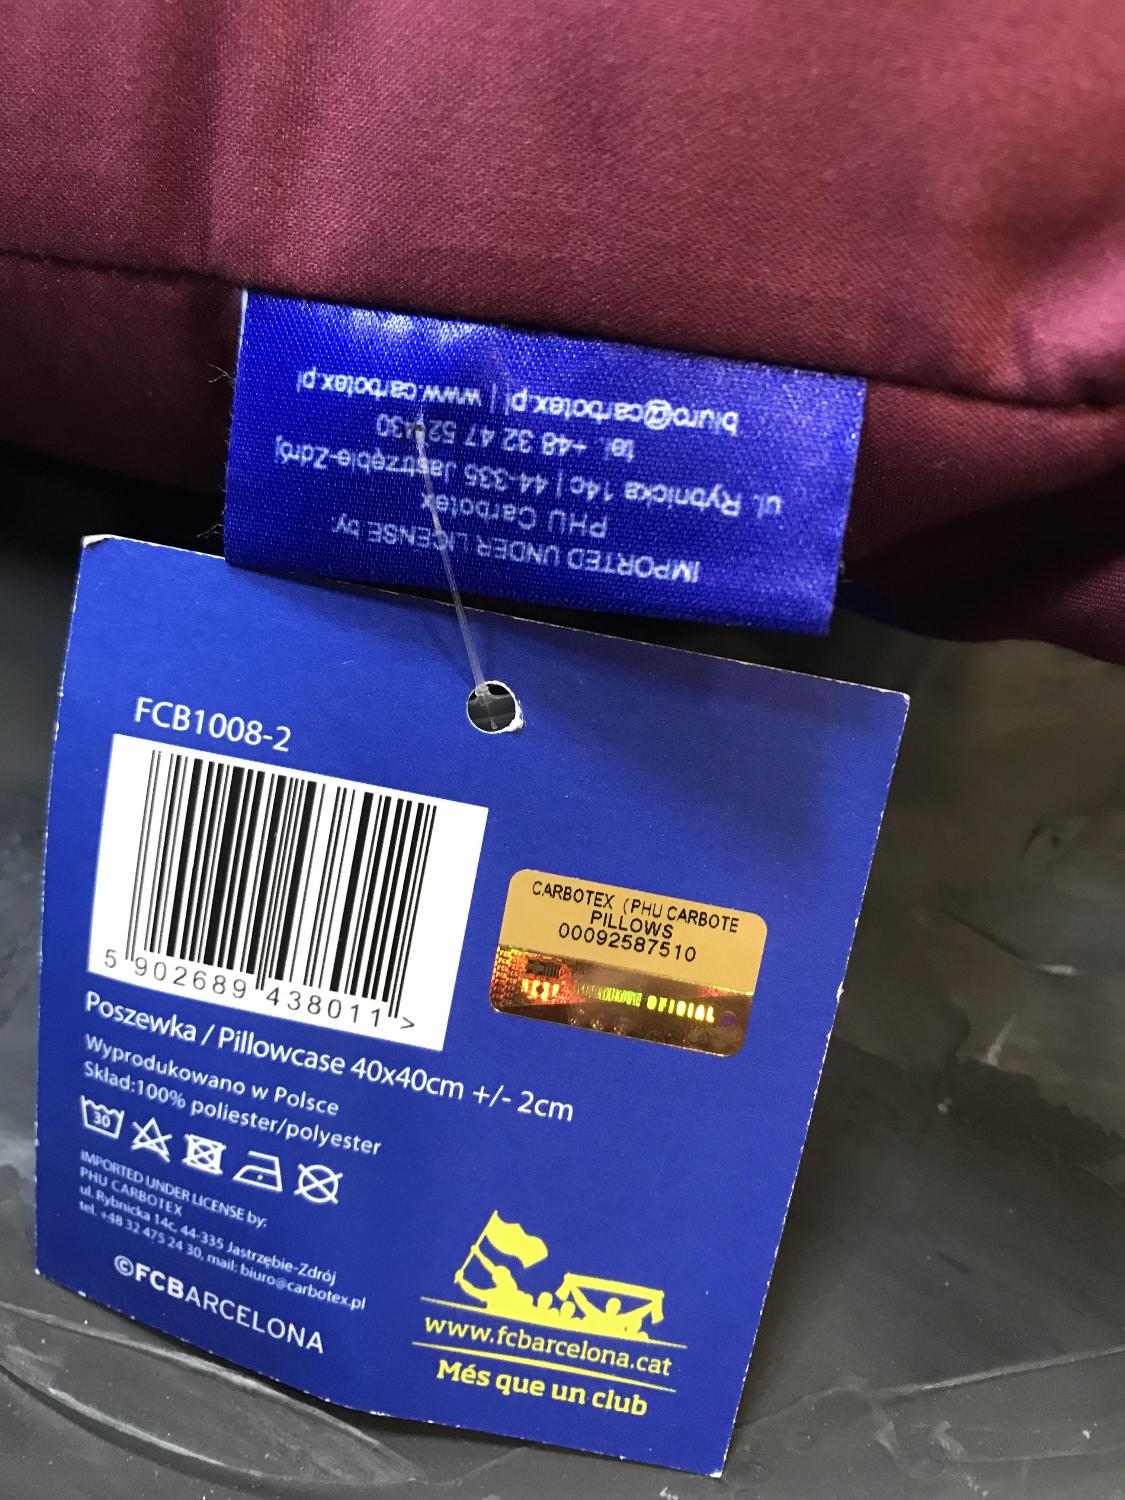 IMPORTED UNDER LICENSE by:
PHU Carbotex
ul. Rybnicka 14c | 44-335 Jastrzębie-Zdrój
tel. +48 32 47 52 430
biuro@carbotex.pl | www.carbotex.pl
FCB1008-2
5 902689 438011 >
CARBOTEX (PHU CARBOTE
PILLOWS
00092587510
OFICIAL
Poszewka / Pillowcase 40x40cm +/- 2cm
Wyprodukowano w Polsce
Skład:100% poliester/polyester
30
IMPORTED UNDER LICENSE by:
PHU CARBOTEX
ul. Rybnicka 14c, 44-335 Jastrzębie-Zdrój
tel. +48 32 475 24 30, mail: biuro@carbotex.pl
©FCBARCELONA
www.fcbarcelona.cat
Més que un club